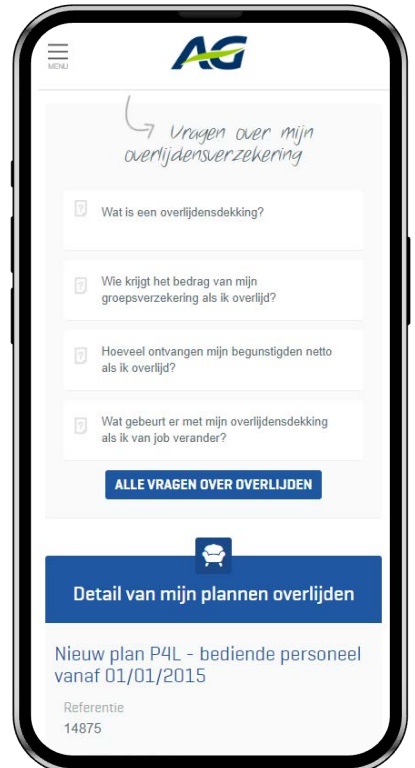 MENU
AG
Vragen over mijn
overlijdensverzekering
Wat is een overlijdensdekking?
Wie krijgt het bedrag van mijn
groepsverzekering als ik overlijd?
Hoeveel ontvangen mijn begunstigden netto
als ik overlijd?
Wat gebeurt er met mijn overlijdensdekking
als ik van job verander?
ALLE VRAGEN OVER OVERLIJDEN
Detail van mijn plannen overlijden
Nieuw plan P4L - bediende personeel
vanaf 01/01/2015
Referentie
14875